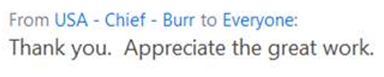 From USA - Chief - Burr to Everyone:
Thank you.  Appreciate the great work.